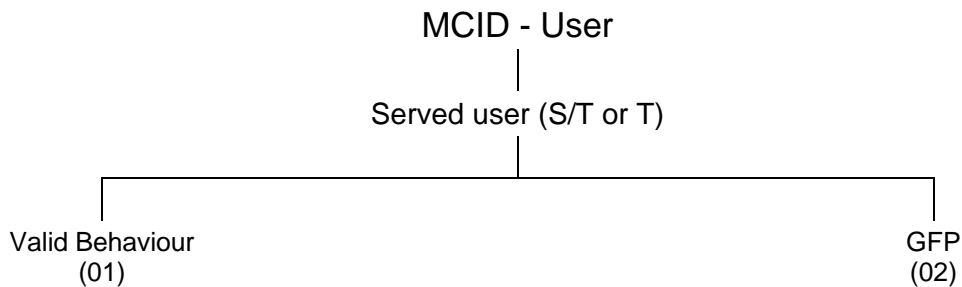 MCID - User
Served user (S/T or T)
Valid Behaviour
(01)
GFP
(02)